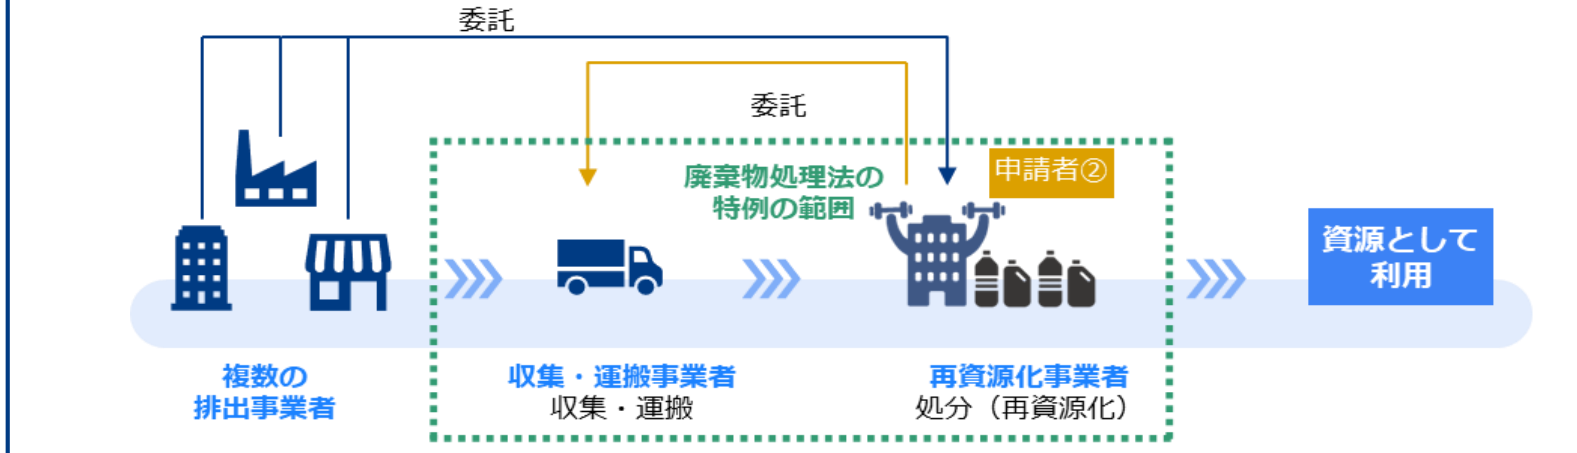 委託
委託
廃棄物処理法の
特例の範囲
申請者②
資源として
利用
複数の
排出事業者
収集・運搬事業者
収集・運搬
再資源化事業者
処分（再資源化）